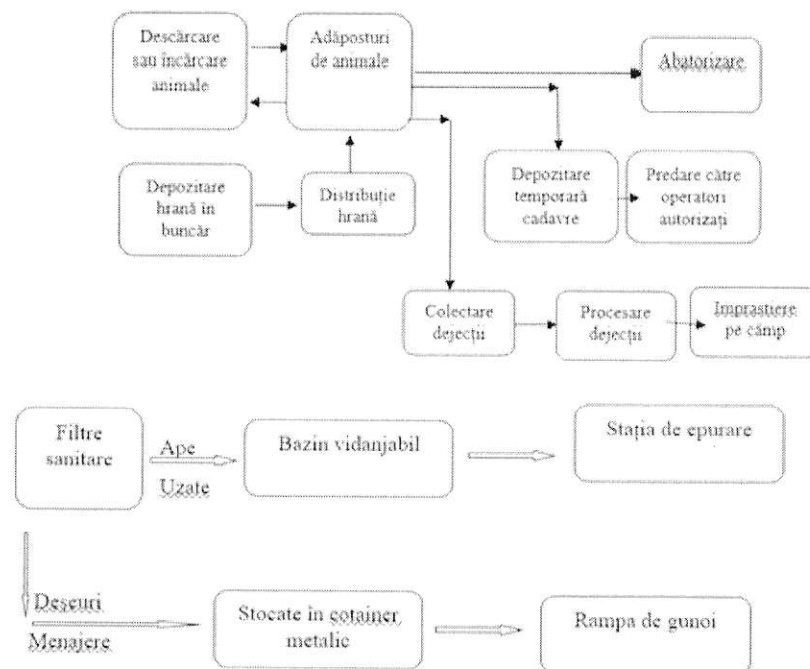 Descărcare
sau încărcare
animale
Adăposturi
de animale
Abatorizare
Depozitare
hrană în
buncăr
Distribuție
hrană
Depozitare
temporară
cadavre
Predare către
operatori
autorizați
Colectare
dejecții
Procesare
dejecții
Imprastiere
pe câmp
Filtre
sanitare
Ape
Uzate
Bazin vidanjabil
Stația de epurare
Deseuri
Menajere
Stocate în cotainer
metalic
Rampa de gunoi